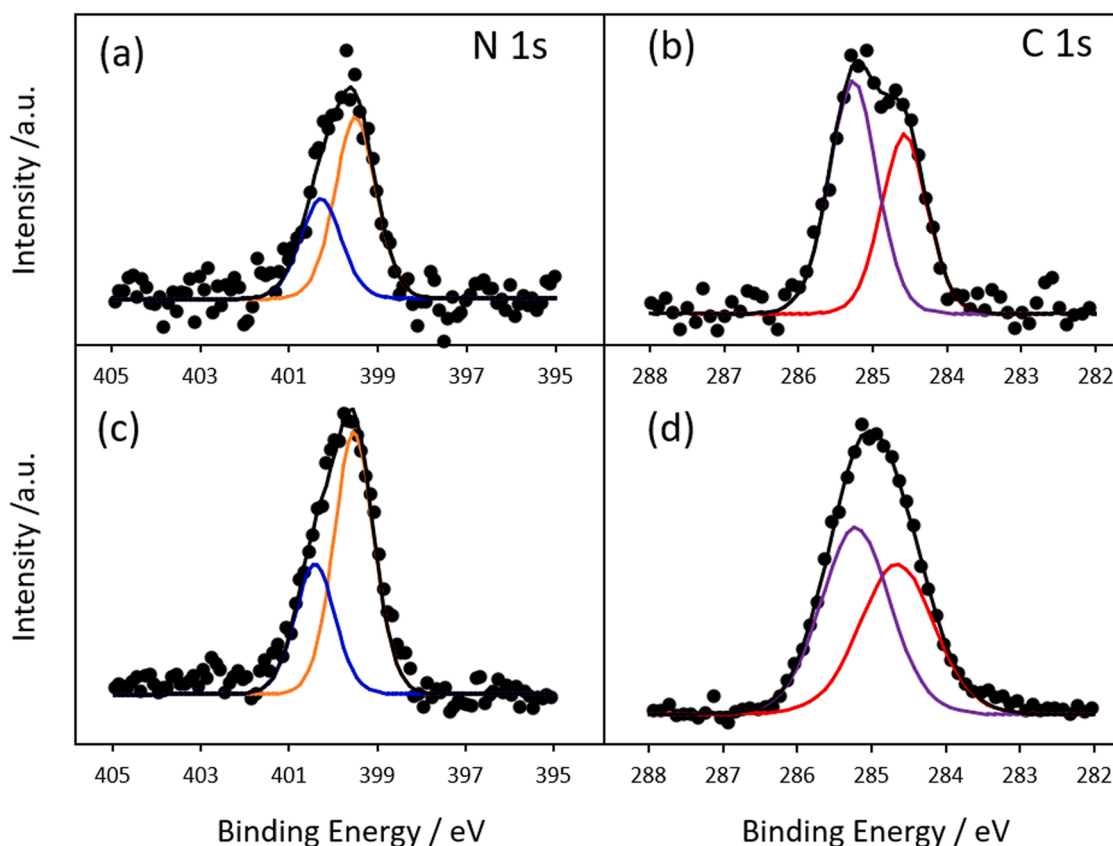 (a) N 1s
(b) C 1s
Intensity /a.u.
405 403 401 399 397 395
288 287 286 285 284 283 282
(c)
(d)
Intensity /a.u.
405 403 401 399 397 395
288 287 286 285 284 283 282
Binding Energy / eV
Binding Energy / eV